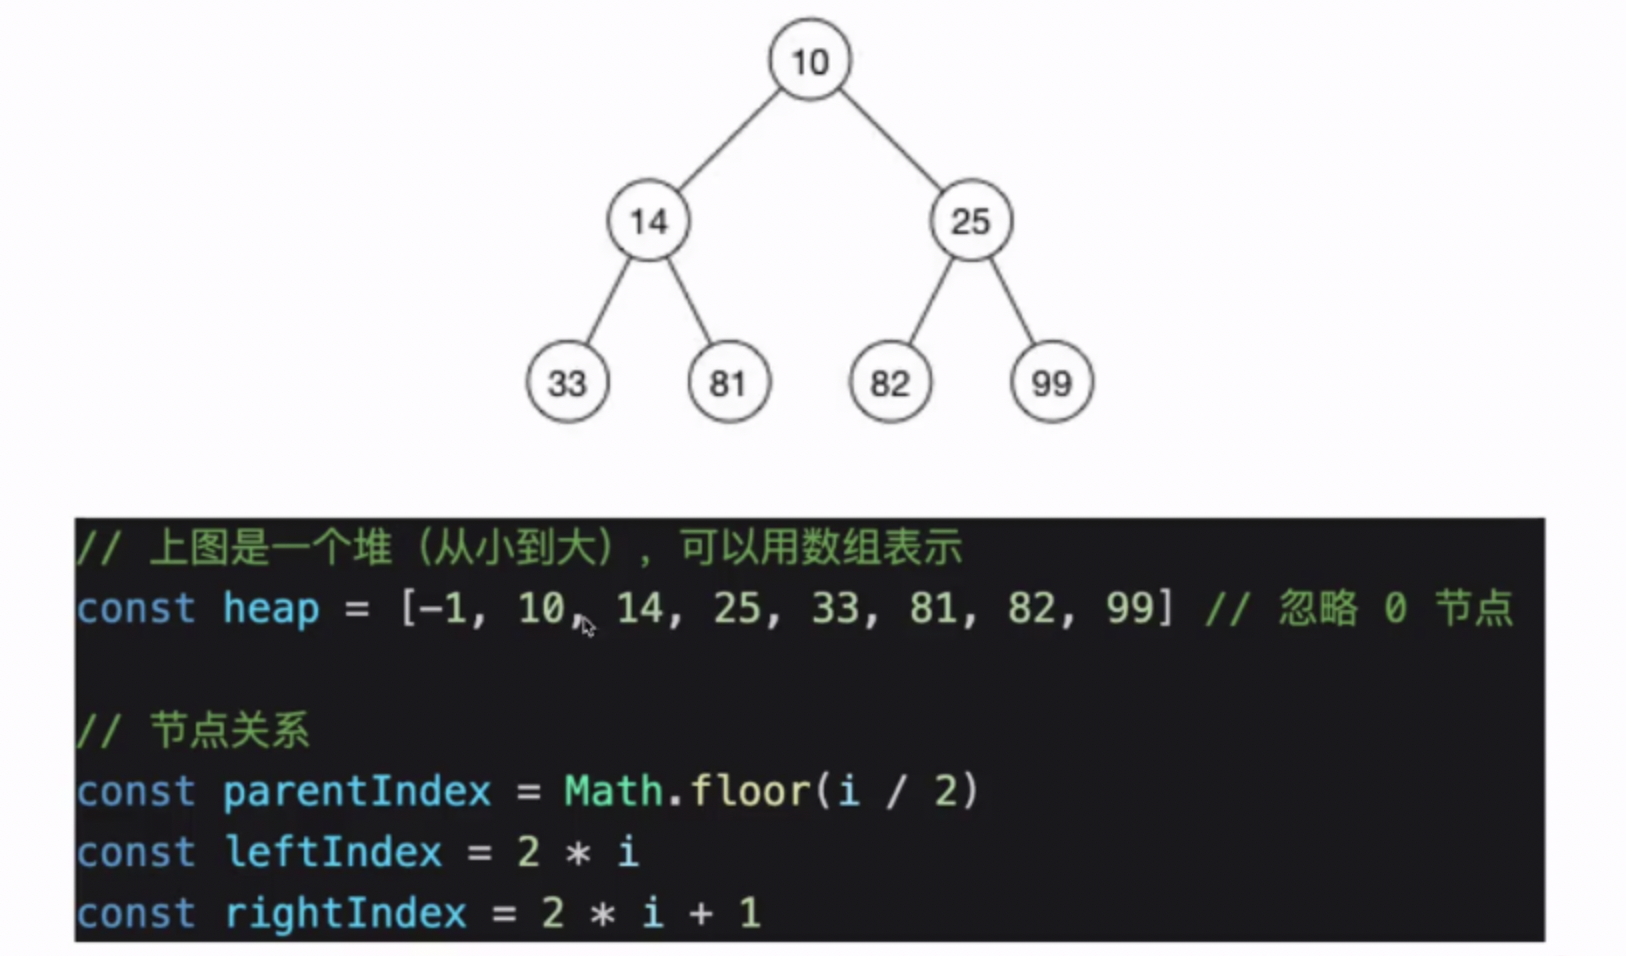 10
14 25
33 81 82 99
// 上图是一个堆（从小到大），可以用数组表示
const heap = [-1, 10, 14, 25, 33, 81, 82, 99] // 忽略 0 节点
// 节点关系
const parentIndex = Math.floor(i / 2)
const leftIndex = 2 * i
const rightIndex = 2 * i + 1